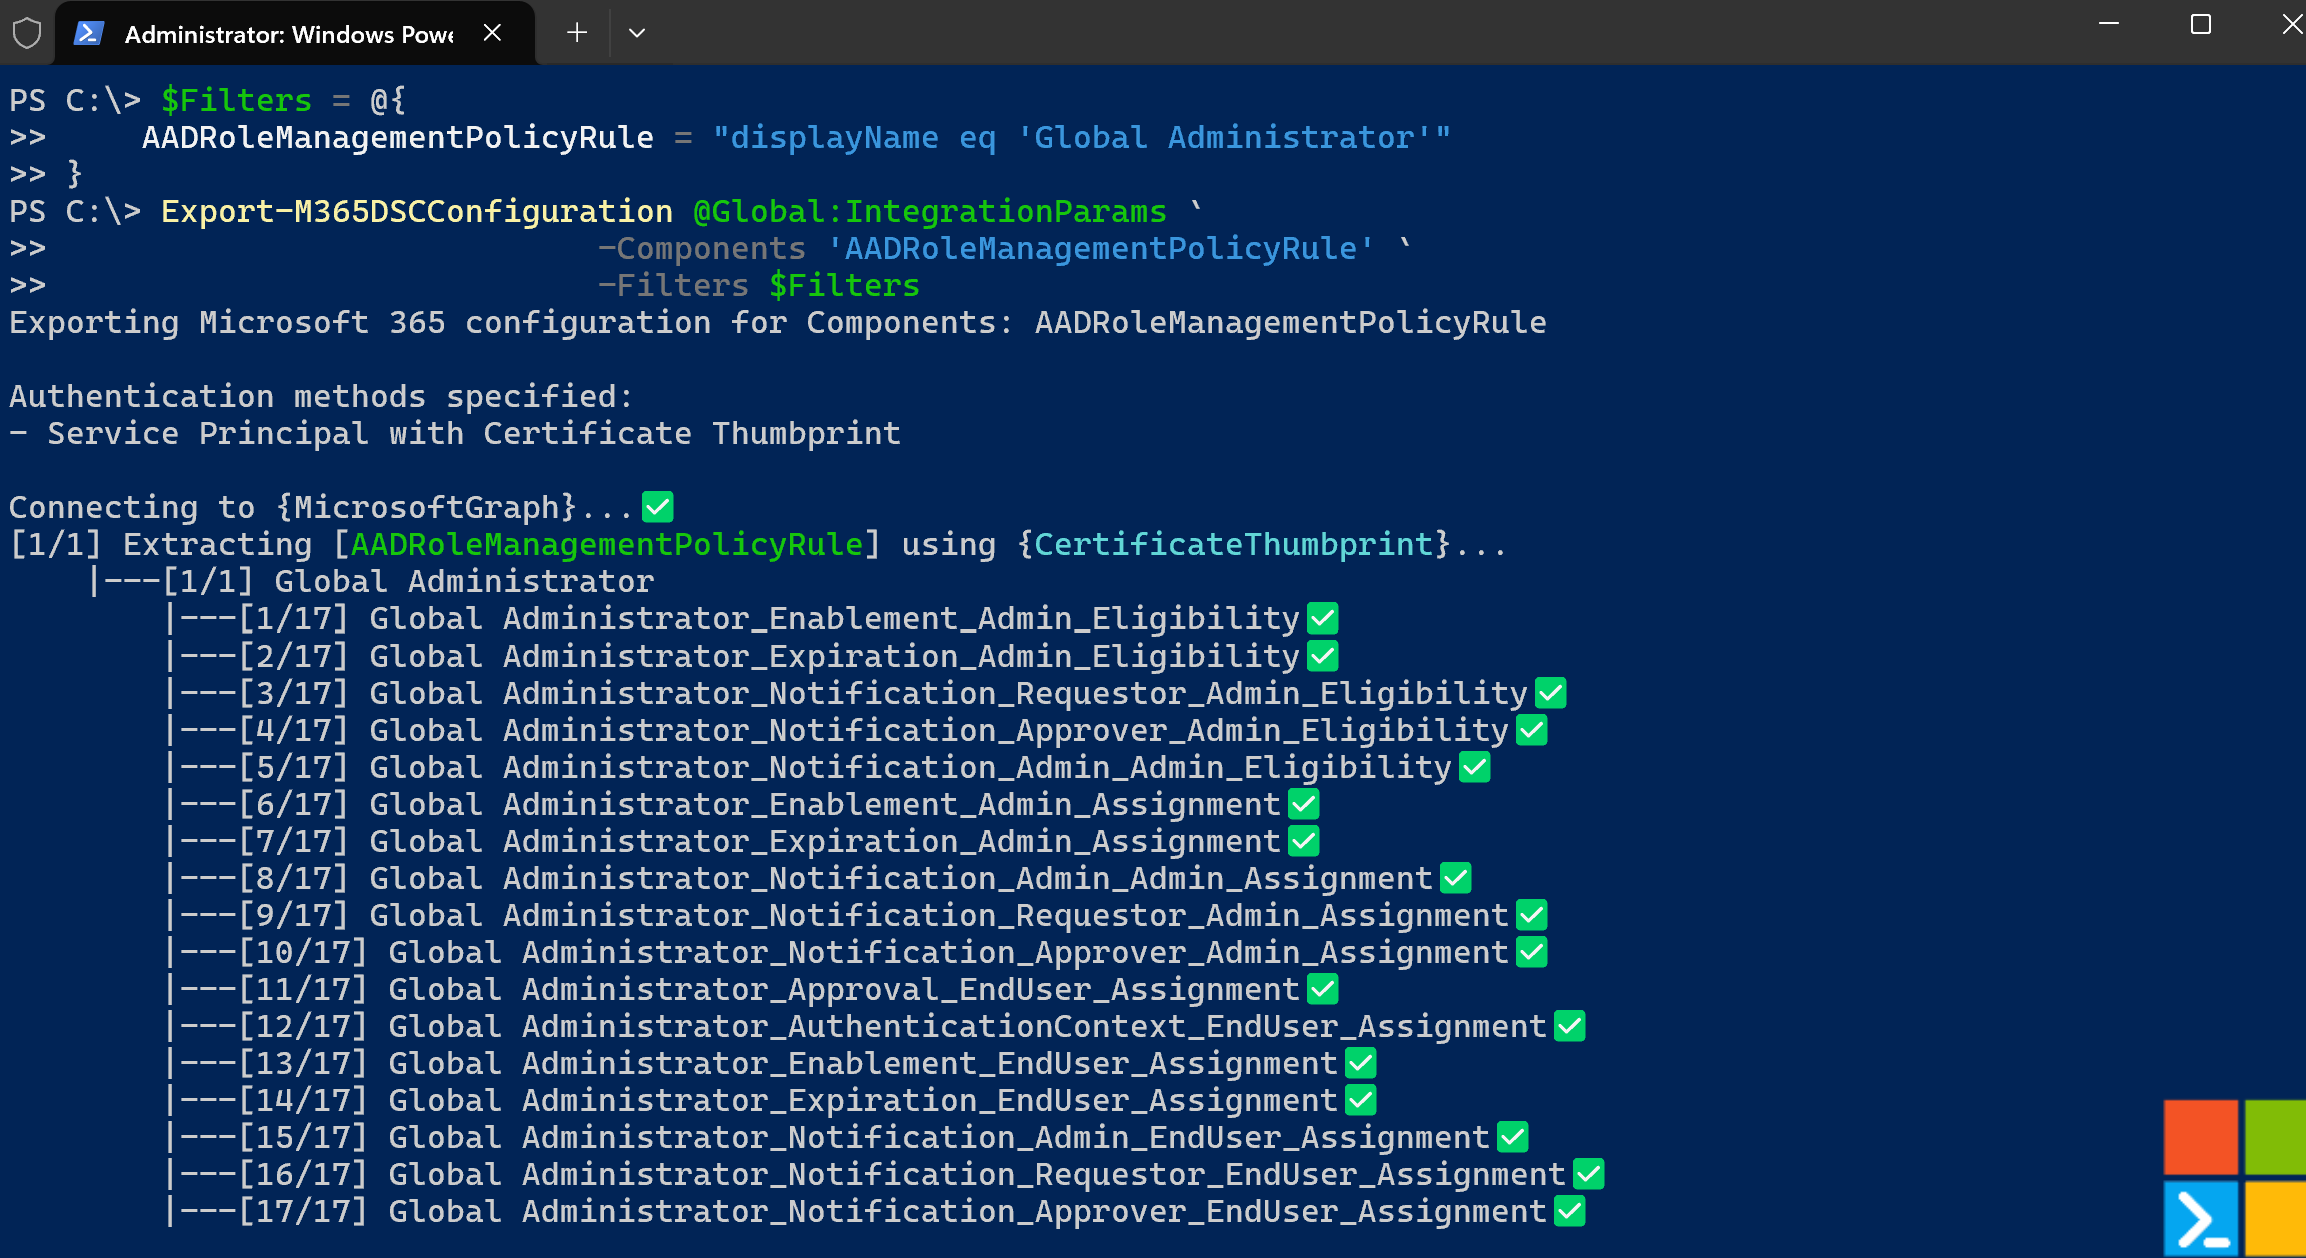 Administrator: Windows Powe
PS C:\> $Filters = @{
>>     AADRoleManagementPolicyRule = "displayName eq 'Global Administrator'"
>> }
PS C:\> Export-M365DSCConfiguration @Global:IntegrationParams `
>>                             -Components 'AADRoleManagementPolicyRule' `
>>                             -Filters $Filters
Exporting Microsoft 365 configuration for Components: AADRoleManagementPolicyRule
Authentication methods specified:
- Service Principal with Certificate Thumbprint
Connecting to {MicrosoftGraph}...✅
[1/1] Extracting [AADRoleManagementPolicyRule] using {CertificateThumbprint}...
    |---[1/1] Global Administrator
        |---[1/17] Global Administrator_Enablement_Admin_Eligibility✅
        |---[2/17] Global Administrator_Expiration_Admin_Eligibility✅
        |---[3/17] Global Administrator_Notification_Requestor_Admin_Eligibility✅
        |---[4/17] Global Administrator_Notification_Approver_Admin_Eligibility✅
        |---[5/17] Global Administrator_Notification_Admin_Admin_Eligibility✅
        |---[6/17] Global Administrator_Enablement_Admin_Assignment✅
        |---[7/17] Global Administrator_Expiration_Admin_Assignment✅
        |---[8/17] Global Administrator_Notification_Admin_Admin_Assignment✅
        |---[9/17] Global Administrator_Notification_Requestor_Admin_Assignment✅
        |---[10/17] Global Administrator_Notification_Approver_Admin_Assignment✅
        |---[11/17] Global Administrator_Approval_EndUser_Assignment✅
        |---[12/17] Global Administrator_AuthenticationContext_EndUser_Assignment✅
        |---[13/17] Global Administrator_Enablement_EndUser_Assignment✅
        |---[14/17] Global Administrator_Expiration_EndUser_Assignment✅
        |---[15/17] Global Administrator_Notification_Admin_EndUser_Assignment✅
        |---[16/17] Global Administrator_Notification_Requestor_EndUser_Assignment✅
        |---[17/17] Global Administrator_Notification_Approver_EndUser_Assignment✅